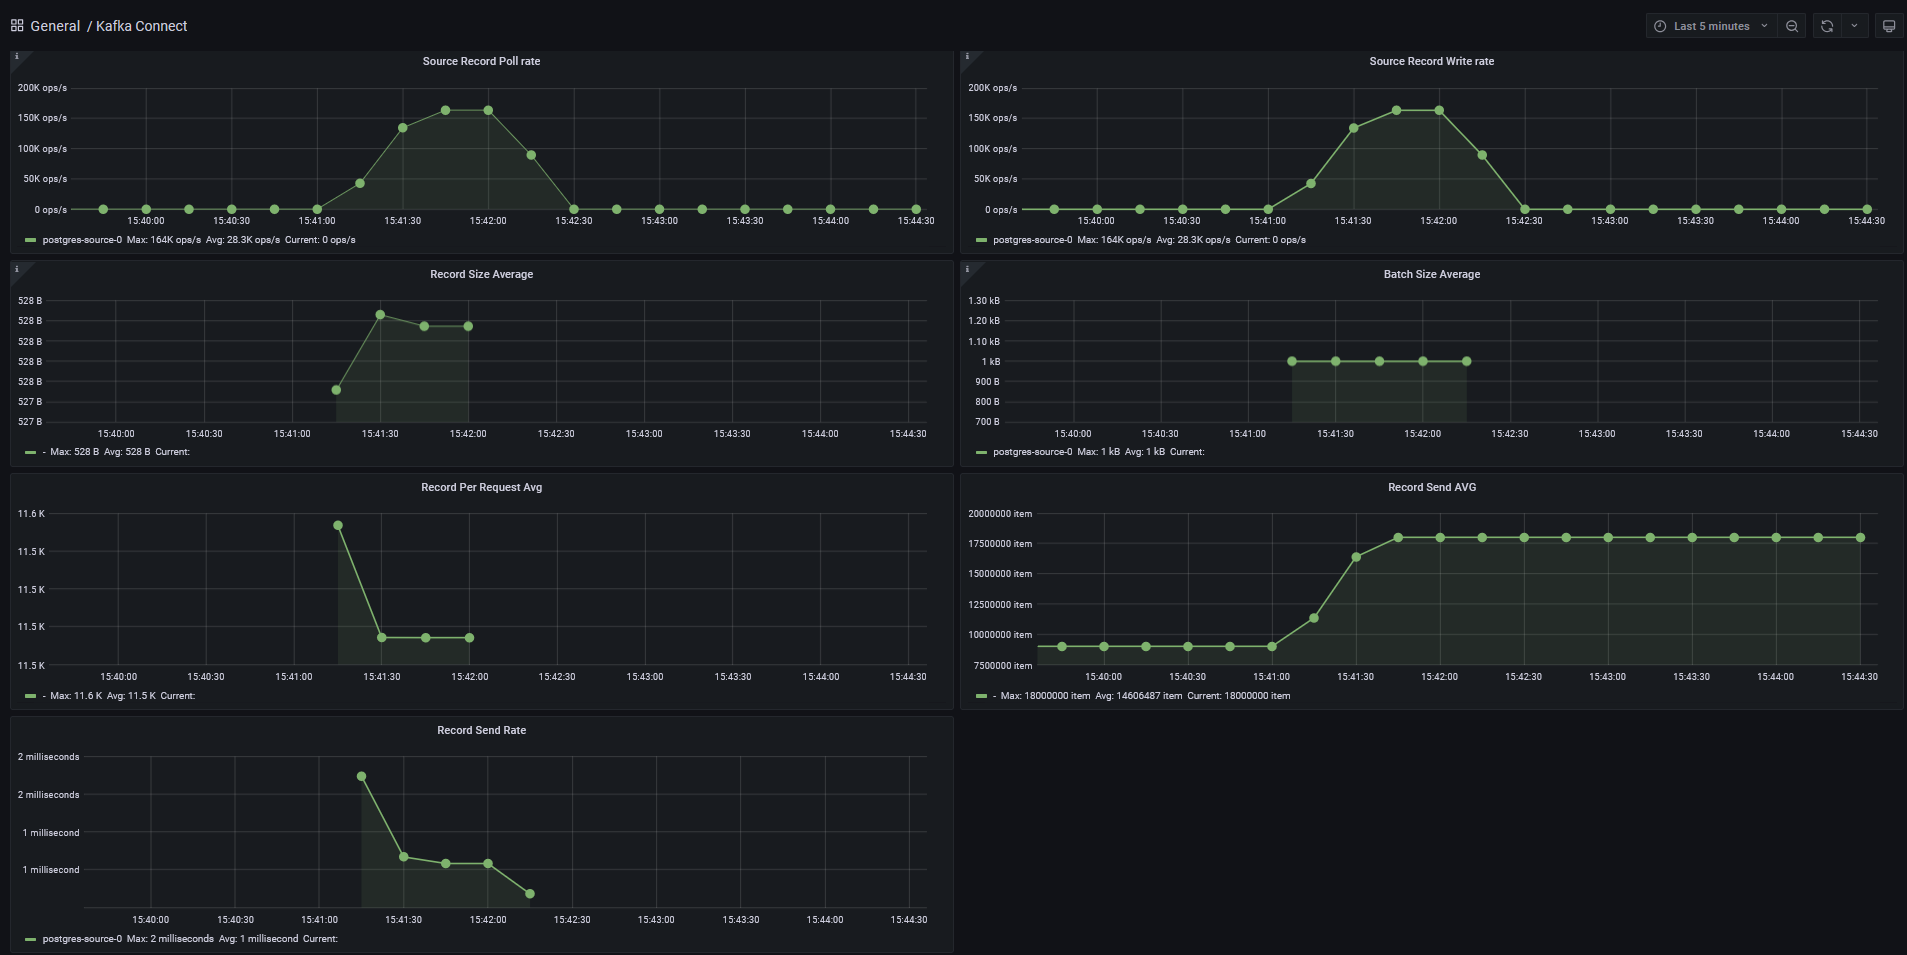 General / Kafka Connect
Last 5 minutes
Source Record Poll rate
200K ops/s
150K ops/s
100K ops/s
50K ops/s
0 ops/s
15:40:00 15:40:30 15:41:00 15:41:30 15:42:00 15:42:30 15:43:00 15:43:30 15:44:00 15:44:30
postgres-source-0 Max: 164K ops/s Avg: 28.3K ops/s Current: 0 ops/s
Source Record Write rate
200K ops/s
150K ops/s
100K ops/s
50K ops/s
0 ops/s
15:40:00 15:40:30 15:41:00 15:41:30 15:42:00 15:42:30 15:43:00 15:43:30 15:44:00 15:44:30
postgres-source-0 Max: 164K ops/s Avg: 28.3K ops/s Current: 0 ops/s
Record Size Average
528 B
528 B
528 B
528 B
528 B
527 B
527 B
15:40:00 15:40:30 15:41:00 15:41:30 15:42:00 15:42:30 15:43:00 15:43:30 15:44:00 15:44:30
- Max: 528 B Avg: 528 B Current:
Batch Size Average
1.30 kB
1.20 kB
1.10 kB
1 kB
900 B
800 B
700 B
15:40:00 15:40:30 15:41:00 15:41:30 15:42:00 15:42:30 15:43:00 15:43:30 15:44:00 15:44:30
postgres-source-0 Max: 1 kB Avg: 1 kB Current:
Record Per Request Avg
11.6 K
11.5 K
11.5 K
11.5 K
11.5 K
15:40:00 15:40:30 15:41:00 15:41:30 15:42:00 15:42:30 15:43:00 15:43:30 15:44:00 15:44:30
- Max: 11.6 K Avg: 11.5 K Current:
Record Send AVG
20000000 item
17500000 item
15000000 item
12500000 item
10000000 item
7500000 item
15:40:00 15:40:30 15:41:00 15:41:30 15:42:00 15:42:30 15:43:00 15:43:30 15:44:00 15:44:30
- Max: 18000000 item Avg: 14606487 item Current: 18000000 item
Record Send Rate
2 milliseconds
2 milliseconds
1 millisecond
1 millisecond
15:40:00 15:40:30 15:41:00 15:41:30 15:42:00 15:42:30 15:43:00 15:43:30 15:44:00 15:44:30
postgres-source-0 Max: 2 milliseconds Avg: 1 millisecond Current: